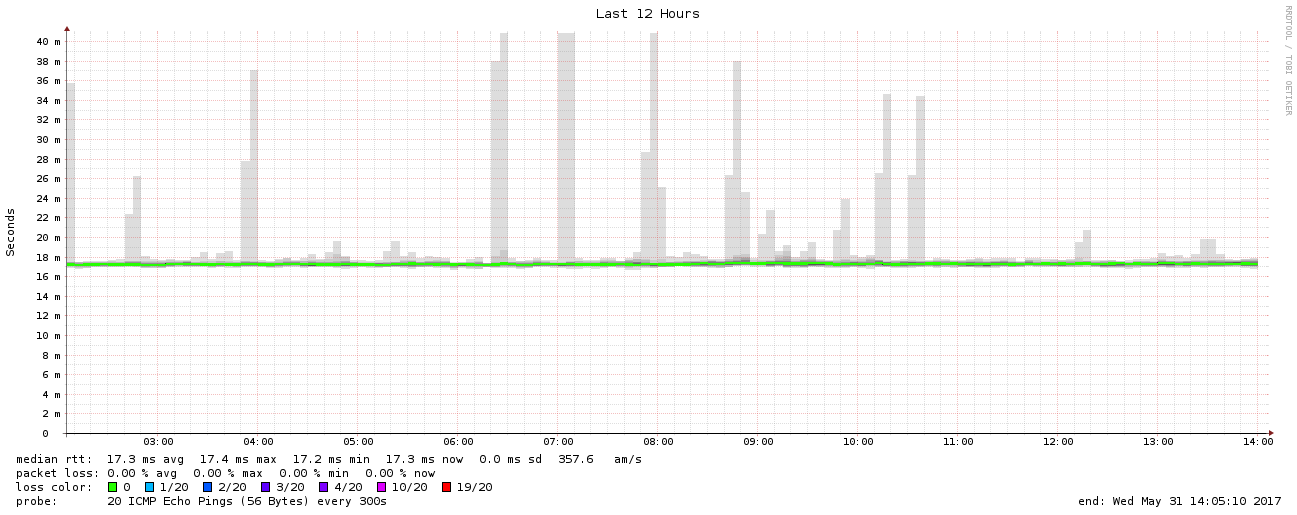 Last 12 Hours
RRDTOOL / TOBI OETIKER
Seconds
40 m
38 m
36 m
34 m
32 m
30 m
28 m
26 m
24 m
22 m
20 m
18 m
16 m
14 m
12 m
10 m
8 m
6 m
4 m
2 m
0
03:00 04:00 05:00 06:00 07:00 08:00 09:00 10:00 11:00 12:00 13:00 14:00
median rtt: 17.3 ms avg 17.4 ms max 17.2 ms min 17.3 ms now 0.0 ms sd 357.6 am/s
packet loss: 0.00 % avg 0.00 % max 0.00 % min 0.00 % now
loss color: 0 1/20 2/20 3/20 4/20 10/20 19/20
probe: 20 ICMP Echo Pings (56 Bytes) every 300s end: Wed May 31 14:05:10 2017